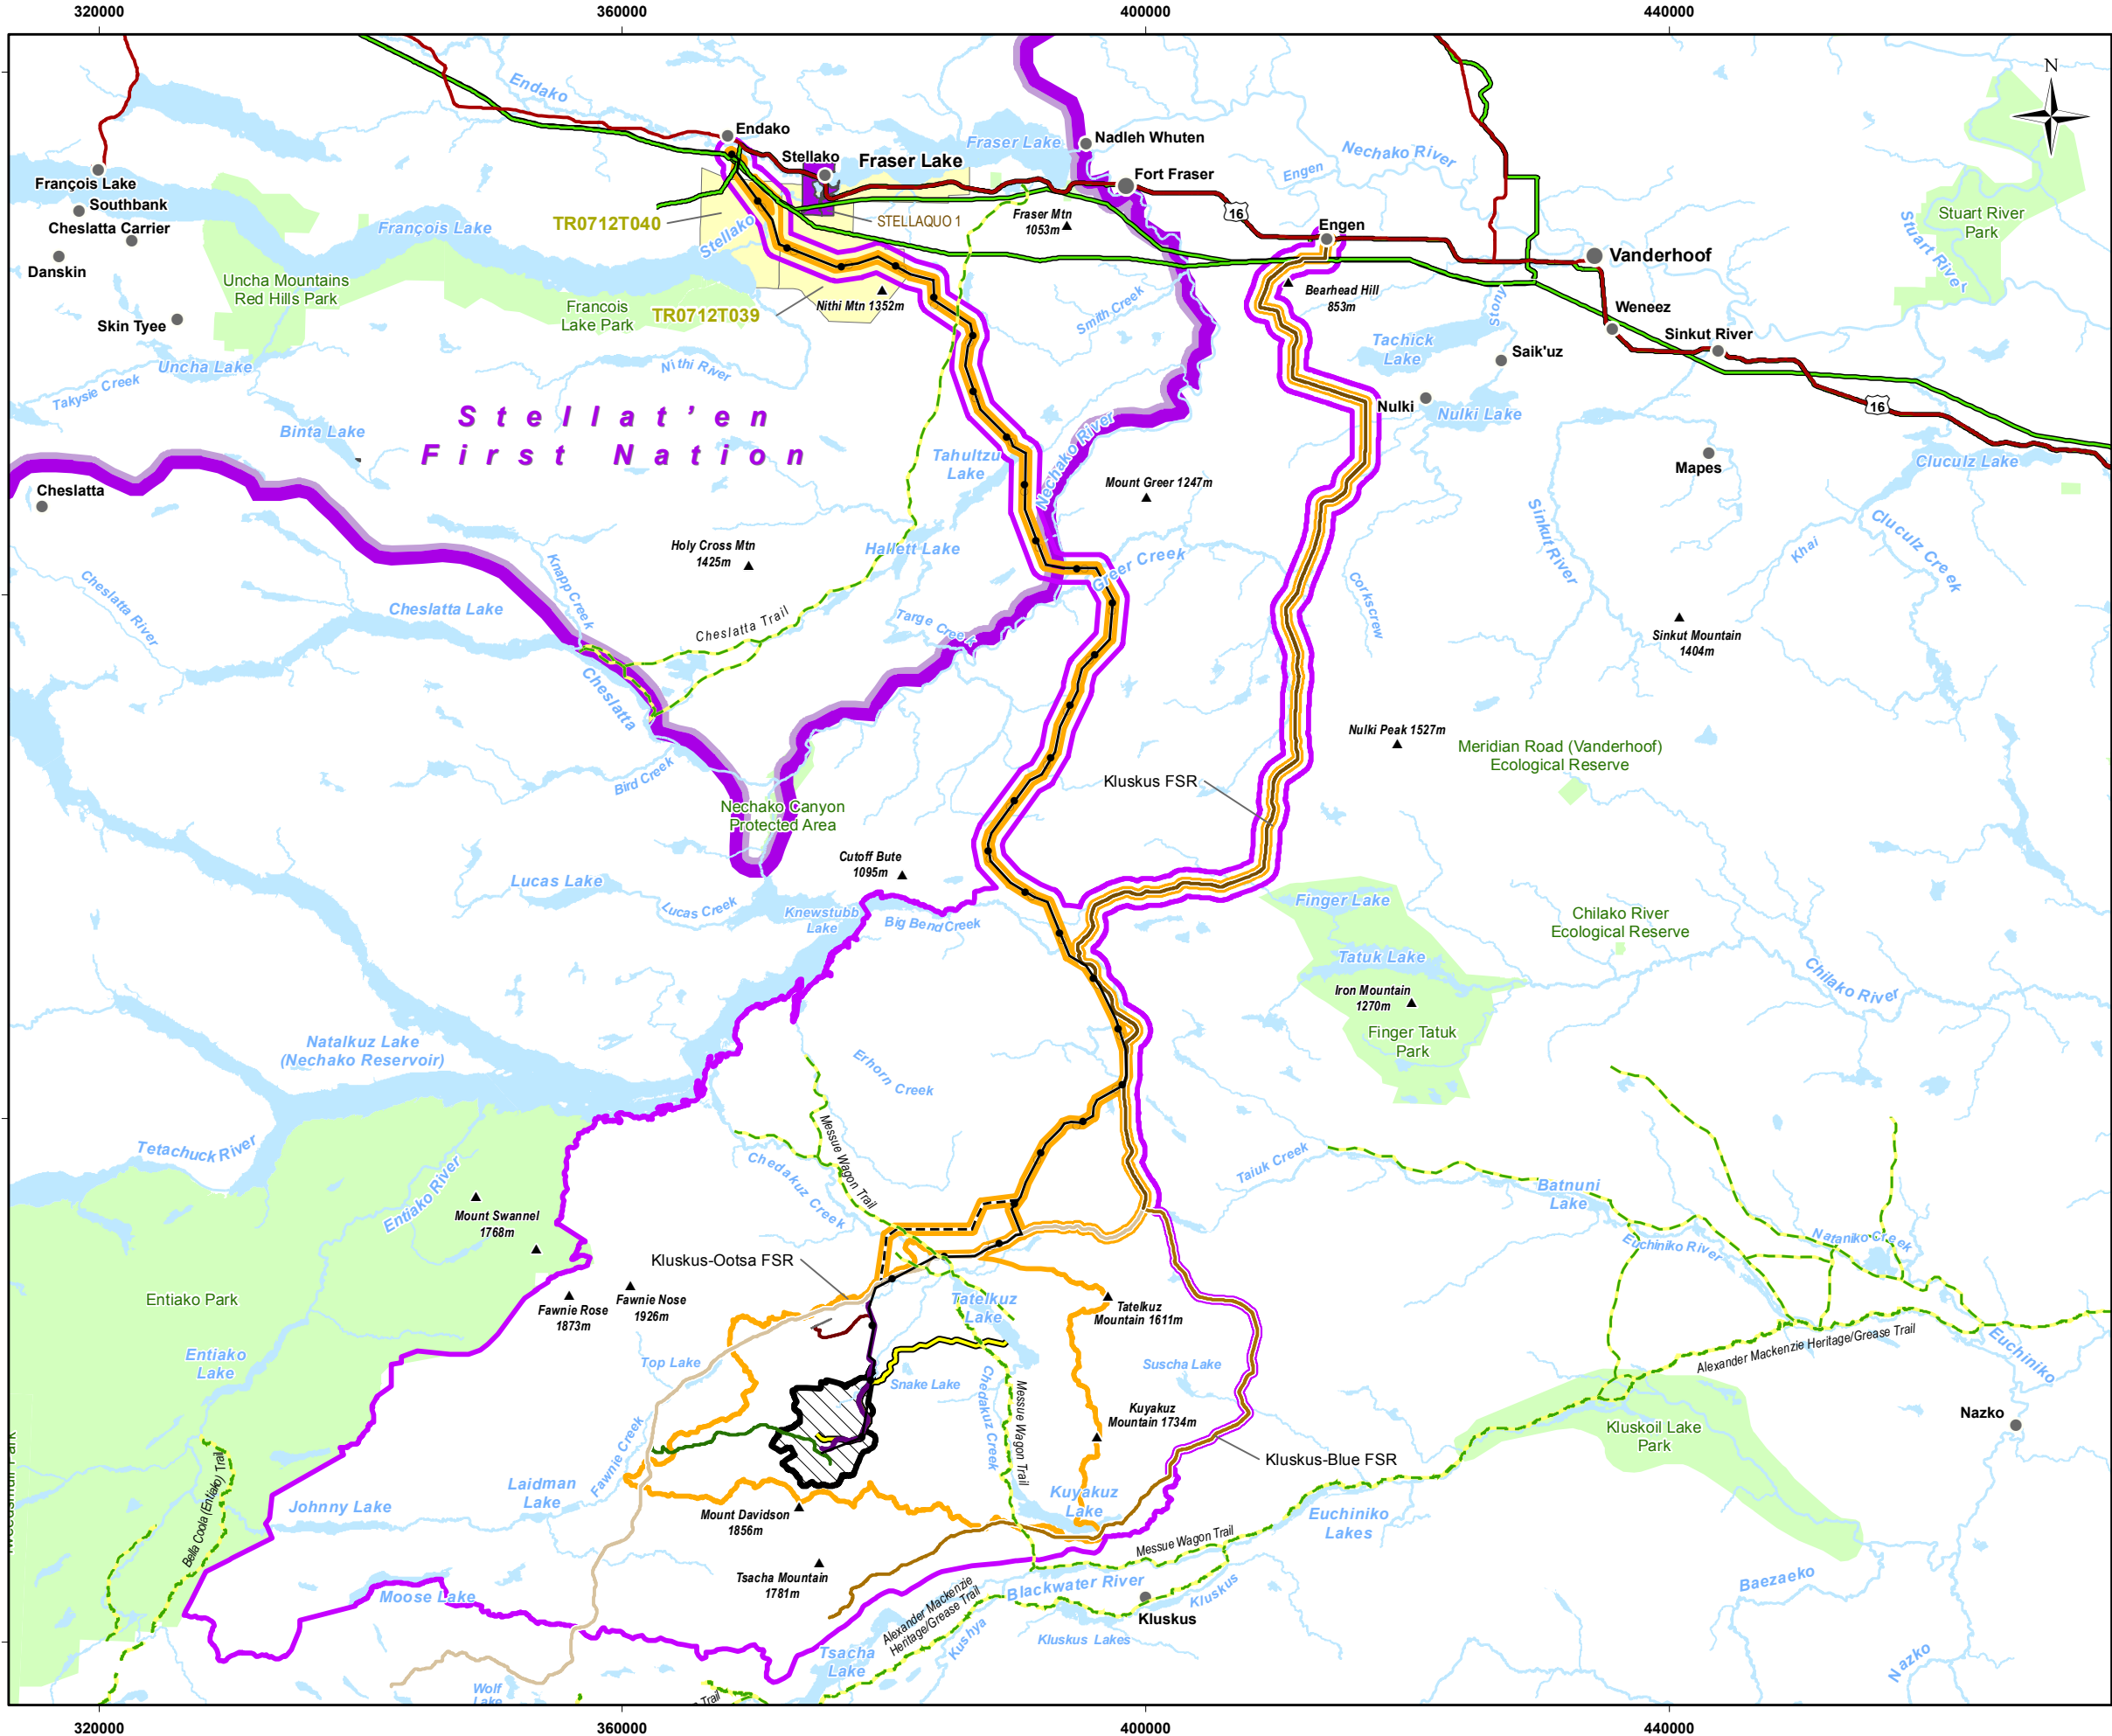 320000
360000
400000
440000
N
Endako
Endako
Nadleh Whuten
Fraser Lake
Stellako
Fraser Lake
Nechako River
Engen
Fort Fraser
François Lake
Southbank
Cheslatta Carrier
Danskin
Skin Tyee
François Lake
TR0712T040
Stellako
STELLAQUO 1
Fraser Mtn
1053m
16
Engen
Vanderhoof
Stuart River
Park
Stuart River
Uncha Mountains
Red Hills Park
Francois
Lake Park
TR0712T039
Nithi Mtn 1352m
Smith Creek
Bearhead Hill
853m
Stony
Weneez
Sinkut River
Tachick
Lake
Saik'uz
Uncha Lake
Takysie Creek
Nithi River
Nulki
Nulki Lake
16
Stellat'en
First Nation
Binta Lake
Tahultzu
Lake
Nechako River
Mount Greer 1247m
Mapes
Cluculz Lake
Cheslatta
Sinkut River
Khai
Cluculz Creek
Holy Cross Mtn
1425m
Hallett Lake
Greer Creek
Knapp Creek
Cheslatta River
Cheslatta Lake
Cheslatta Trail
Targe Creek
Corkscrew
Sinkut Mountain
1404m
Cheslatta
Bird Creek
Nulki Peak 1527m
Meridian Road (Vanderhoof)
Ecological Reserve
Kluskus FSR
Nechako Canyon
Protected Area
Cutoff Bute
1095m
Lucas Lake
Lucas Creek
Knewstubb
Lake
Big Bend Creek
Finger Lake
Chilako River
Ecological Reserve
Tatuk Lake
Iron Mountain
1270m
Finger Tatuk
Park
Chilako River
Natalkuz Lake
(Nechako Reservoir)
Erhorn Creek
Messue Wagon Trail
Chedakuz Creek
Tetachuck River
Entiako River
Mount Swannel
1768m
Taiuk Creek
Batnuni
Lake
Euchiniko River
Nataniko Creek
Kluskus-Ootsa FSR
Entiako Park
Fawnie Rose
1873m
Fawnie Nose
1926m
Tatelkuz
Lake
Tatelkuz
Mountain 1611m
Alexander Mackenzie Heritage/Grease Trail
Euchiniko
Entiako
Lake
Top Lake
Snake Lake
Suscha Lake
Chedakuz Creek
Messue Wagon Trail
Kuyakuz
Mountain 1734m
Nazko
Kluskoil Lake
Park
Kluskus-Blue FSR
Bella Coola (Entiako) Trail
Fawnie Creek
Laidman
Lake
Johnny Lake
Mount Davidson
1856m
Kuyakuz
Lake
Euchiniko
Lakes
Messue Wagon Trail
Tsacha Mountain
1781m
Moose Lake
Alexander Mackenzie
Heritage/Grease Trail
Blackwater River
Kluskus
Kluskus
Kushya
Kluskus Lakes
Baezaeko
Nazko
Tsacha
Lake
Wolf
Lake
Trail
320000
360000
400000
440000